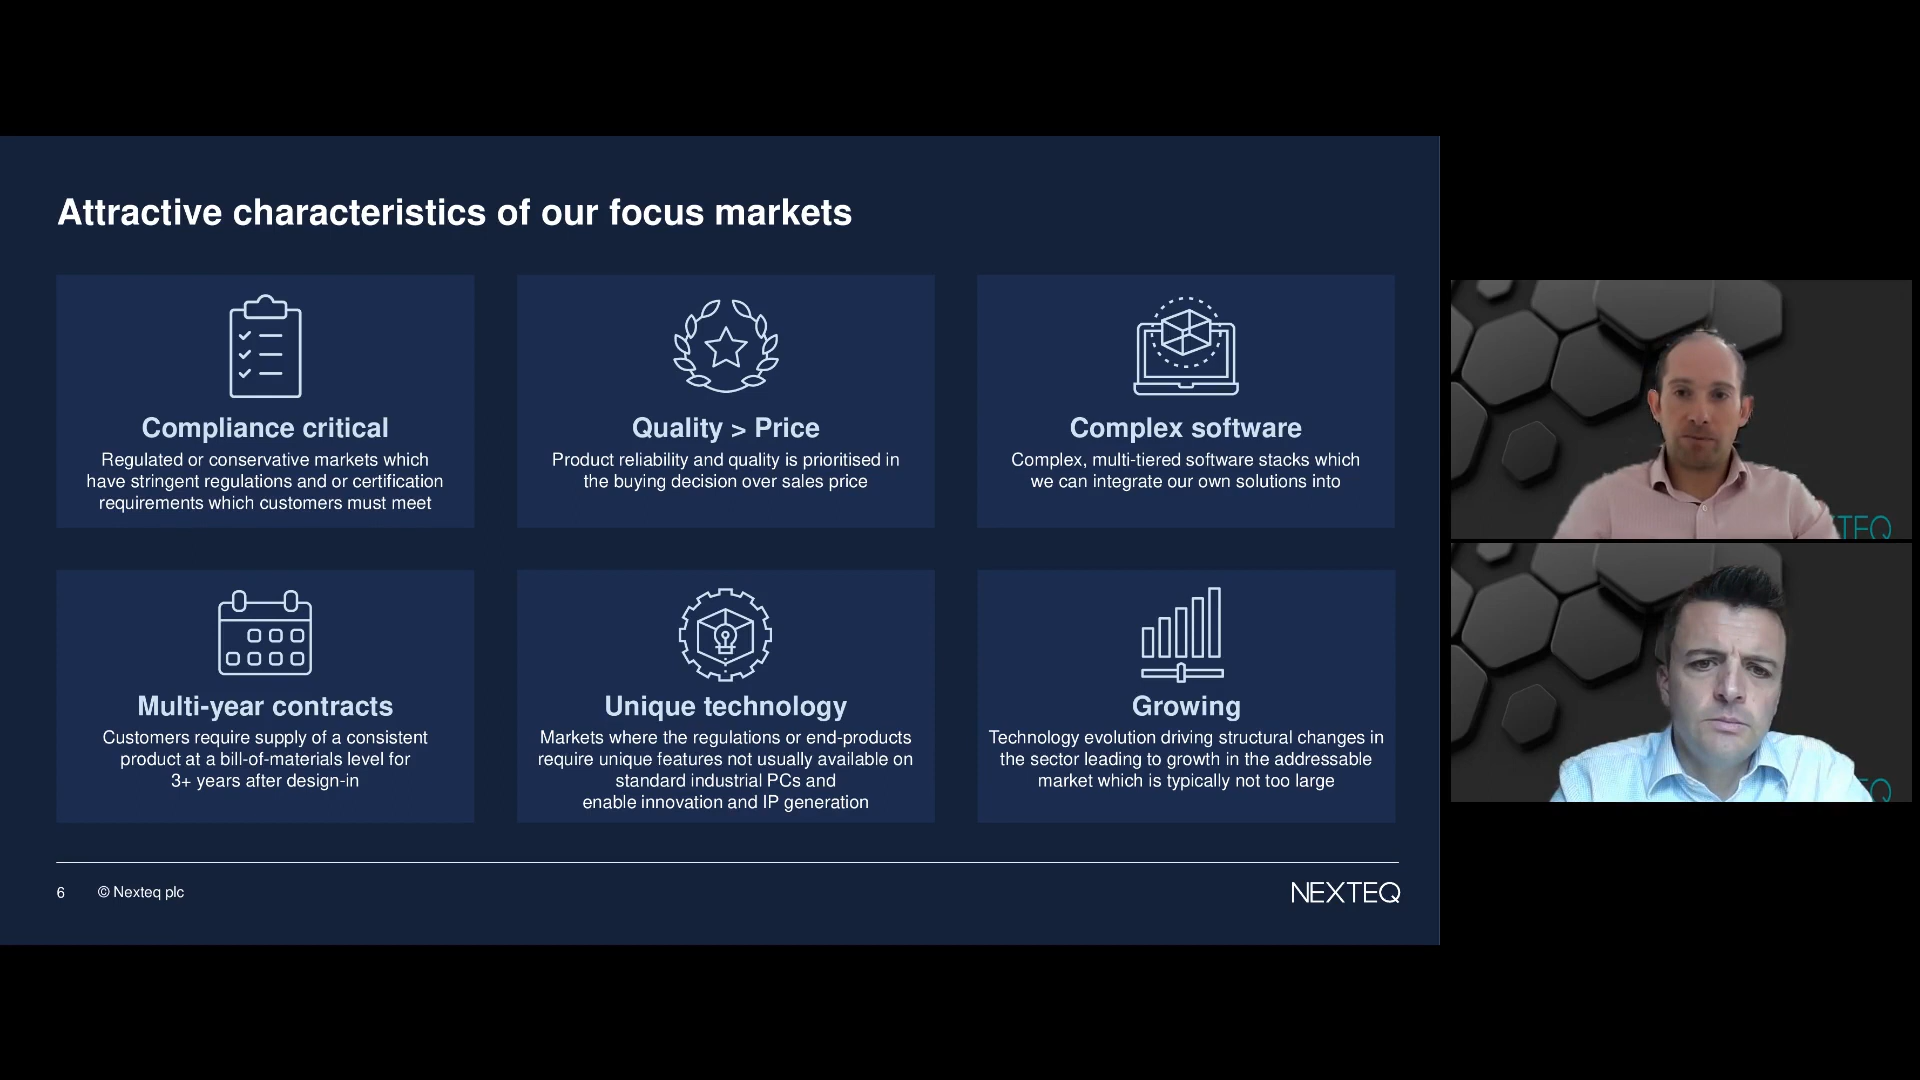 Attractive characteristics of our focus markets
Compliance critical
Regulated or conservative markets which
have stringent regulations and or certification
requirements which customers must meet
Quality > Price
Product reliability and quality is prioritised in
the buying decision over sales price
Complex software
Complex, multi-tiered software stacks which
we can integrate our own solutions into
Multi-year contracts
Customers require supply of a consistent
product at a bill-of-materials level for
3+ years after design-in
Unique technology
Markets where the regulations or end-products
require unique features not usually available on
standard industrial PCs and
enable innovation and IP generation
Growing
Technology evolution driving structural changes in
the sector leading to growth in the addressable
market which is typically not too large
6 © Nexteq plc
NEXTEQ
TEQ
Q